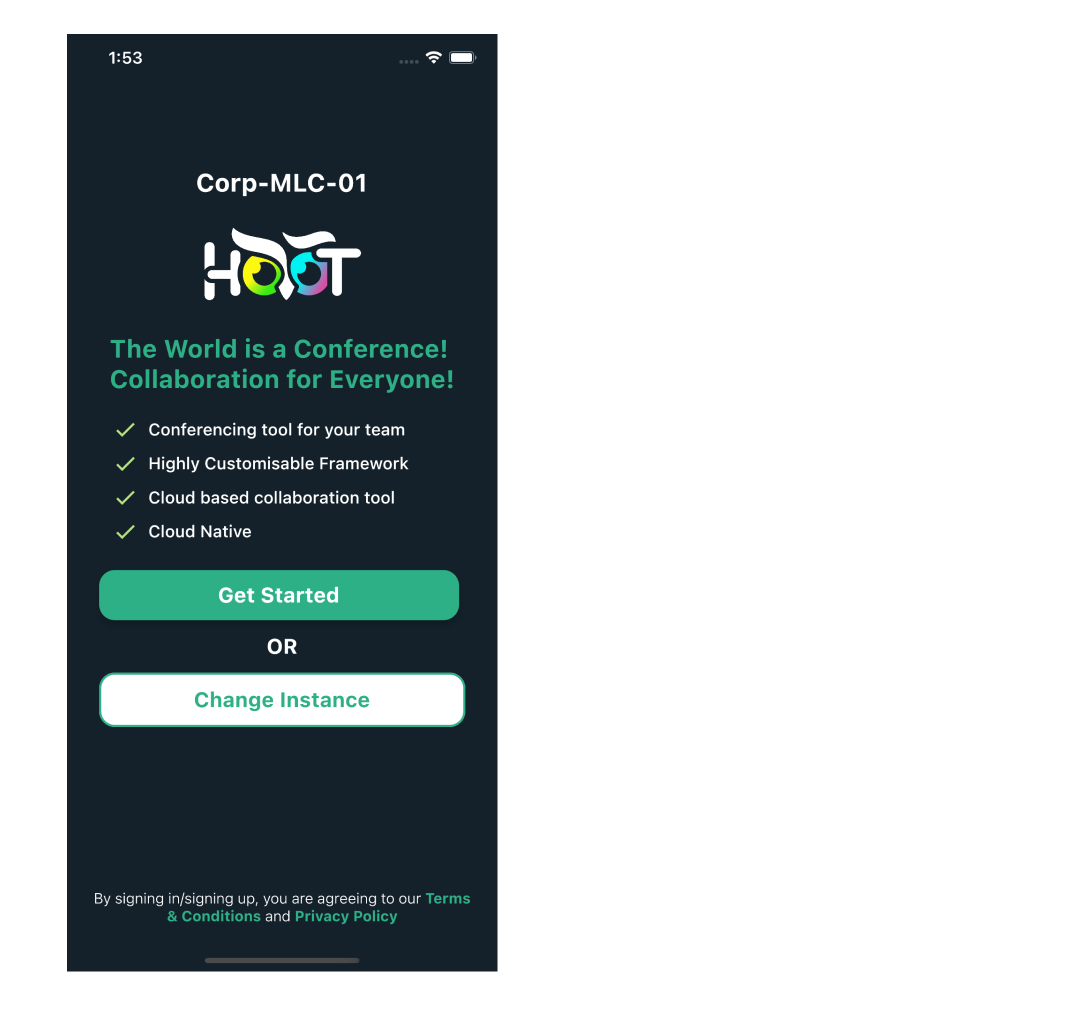 1:53
Corp-MLC-01
HOOT
The World is a Conference!
Collaboration for Everyone!
Conferencing tool for your team
Highly Customisable Framework
Cloud based collaboration tool
Cloud Native
Get Started
OR
Change Instance
By signing in/signing up, you are agreeing to our Terms
& Conditions and Privacy Policy